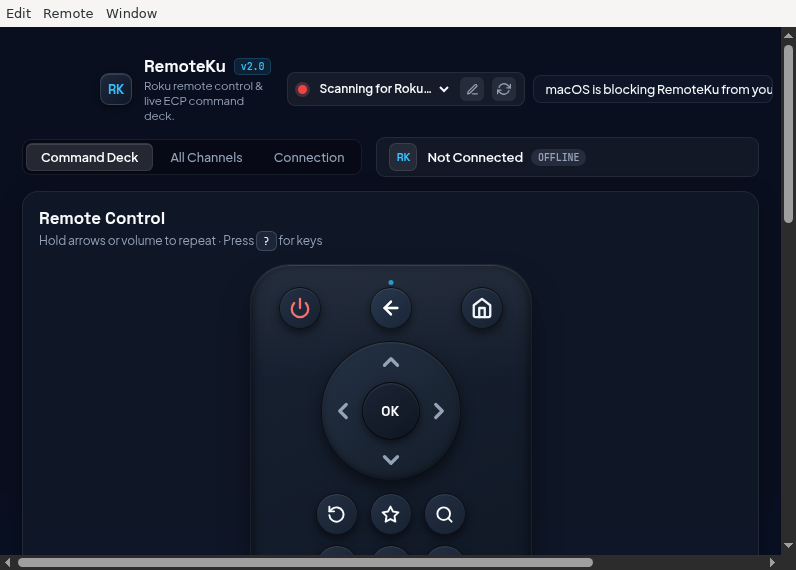 Edit Remote Window
RK
RemoteKu v2.0
Roku remote control &
live ECP command
deck.
Scanning for Roku...
macOS is blocking RemoteKu from you
Command Deck All Channels Connection
RK Not Connected OFFLINE
Remote Control
Hold arrows or volume to repeat · Press ? for keys
OK